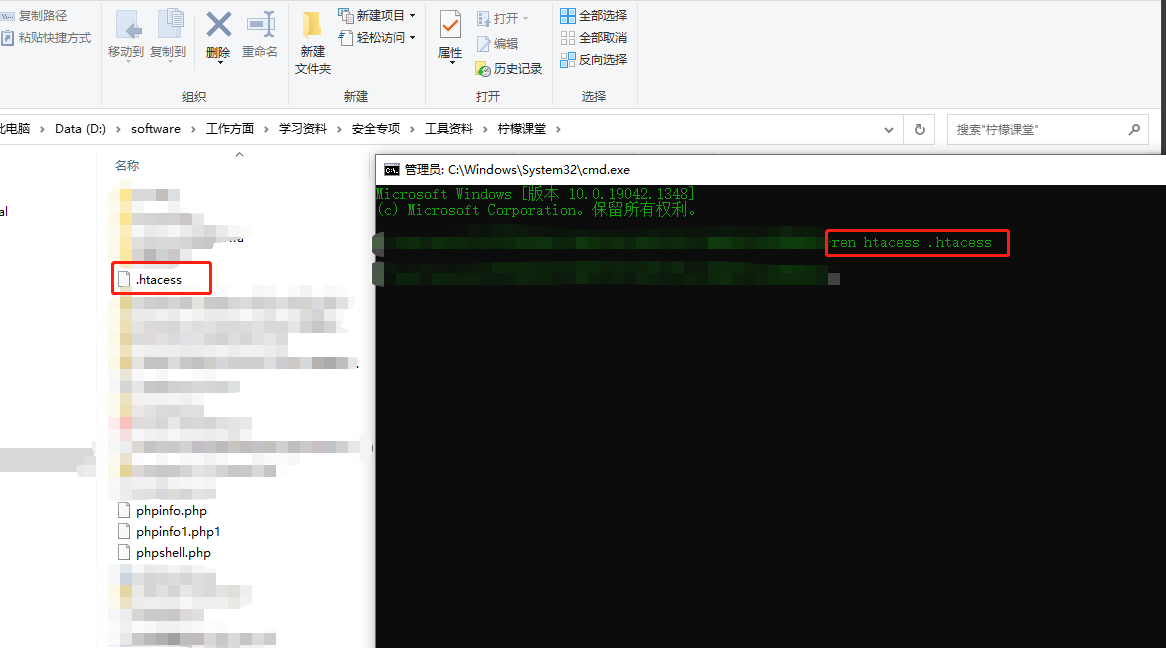 复制路径
粘贴快捷方式
移动到 复制到 删除 重命名
组织
新建
文件夹
新建项目
轻松访问
新建
属性
打开
编辑
历史记录
打开
全部选择
全部取消
反向选择
选择
此电脑 › Data (D:) › software › 工作方面 › 学习资料 › 安全专项 › 工具资料 › 柠檬课堂 ›
搜索"柠檬课堂"
名称
al
.htacess
phpinfo.php
phpinfo1.php1
phpshell.php
管理员: C:\Windows\System32\cmd.exe
Microsoft Windows [版本 10.0.19042.1348]
(c) Microsoft Corporation。保留所有权利。
ren htacess .htacess